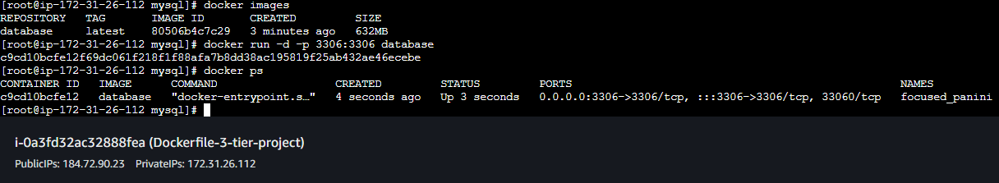 [root@ip-172-31-26-112 mysql]# docker images
REPOSITORY   TAG       IMAGE ID       CREATED         SIZE
database     latest    80506b4c7c29   3 minutes ago   632MB
[root@ip-172-31-26-112 mysql]# docker run -d -p 3306:3306 database
c9cd10bcfe12f69dc061f218f1f88afa7b8dd38ac195819f25ab432ae46ecebe
[root@ip-172-31-26-112 mysql]# docker ps
CONTAINER ID   IMAGE      COMMAND                  CREATED         STATUS         PORTS                                                  NAMES
c9cd10bcfe12   database   "docker-entrypoint.s…"   4 seconds ago   Up 3 seconds   0.0.0.0:3306->3306/tcp, :::3306->3306/tcp, 33060/tcp   focused_panini
[root@ip-172-31-26-112 mysql]#
i-0a3fd32ac32888fea (Dockerfile-3-tier-project)
PublicIPs: 184.72.90.23   PrivateIPs: 172.31.26.112